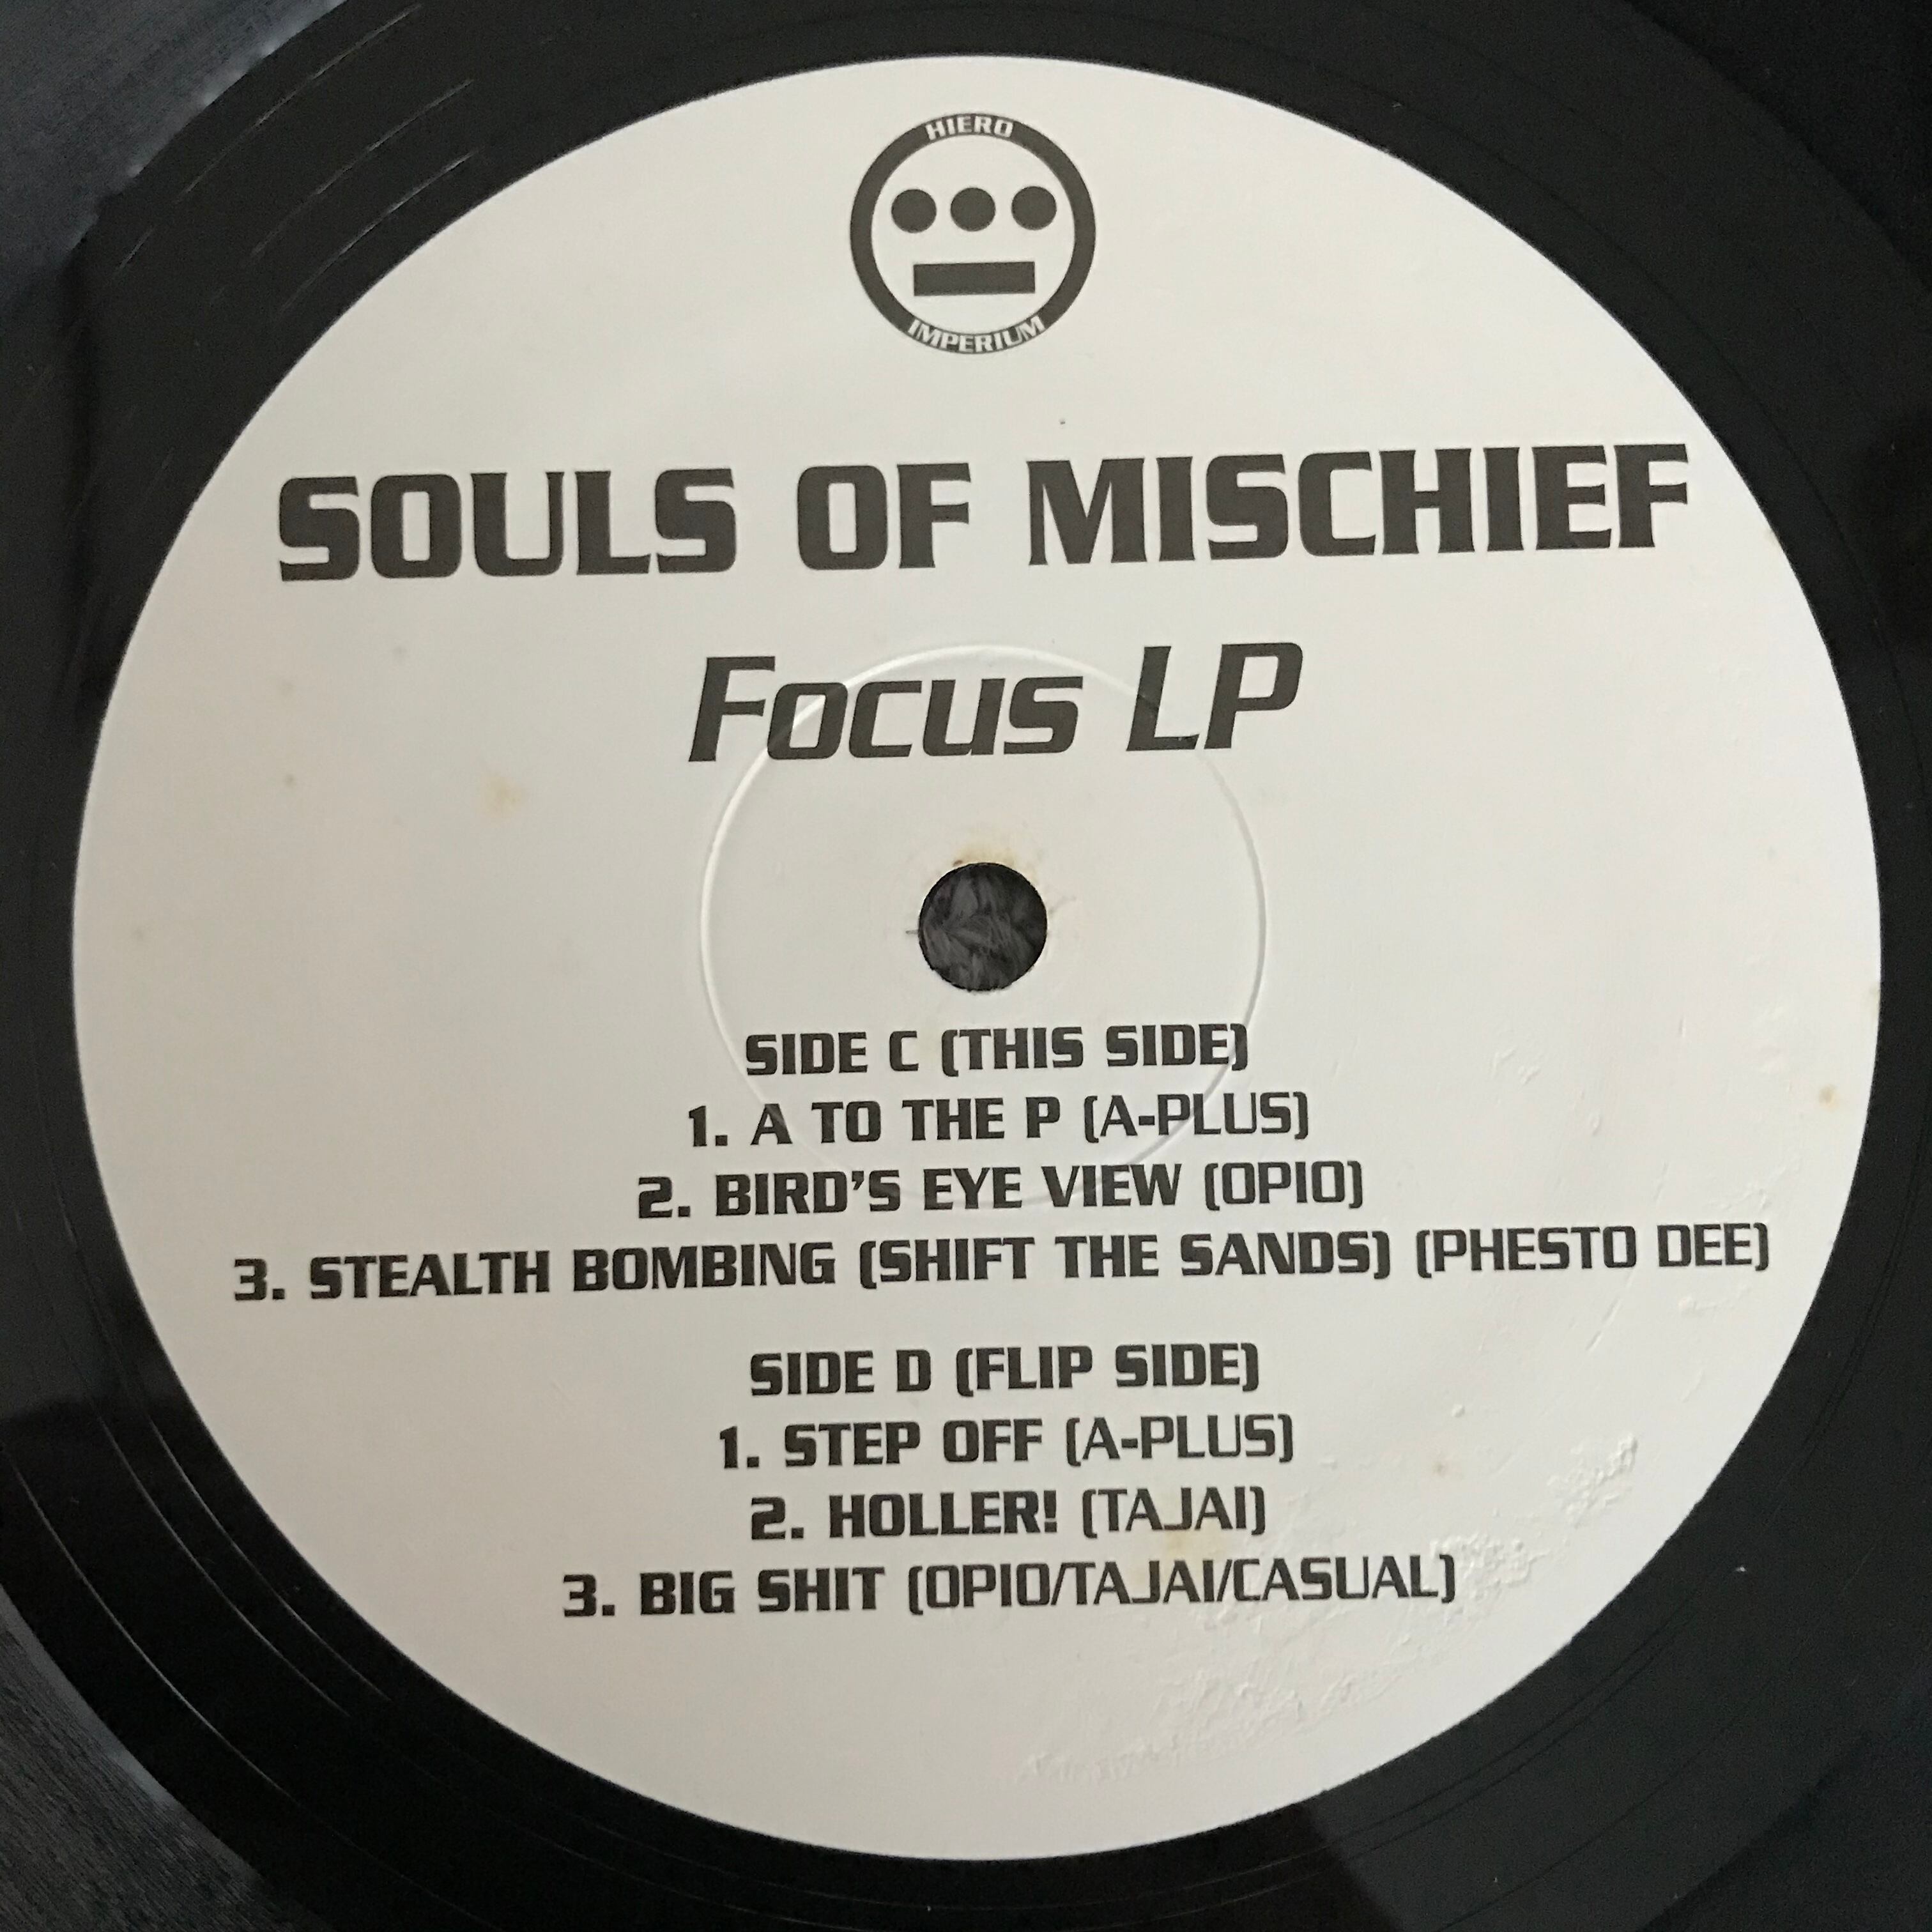 HIERO
IMPERIUM
SOULS OF MISCHIEF
Focus LP
SIDE C (THIS SIDE)
1. A TO THE P (A-PLUS)
2. BIRD'S EYE VIEW (OPIO)
3. STEALTH BOMBING (SHIFT THE SANDS) (PHESTO DEE)
SIDE D (FLIP SIDE)
1. STEP OFF (A-PLUS)
2. HOLLER! (TAJAI)
3. BIG SHIT (OPIO/TAJAI/CASUAL)